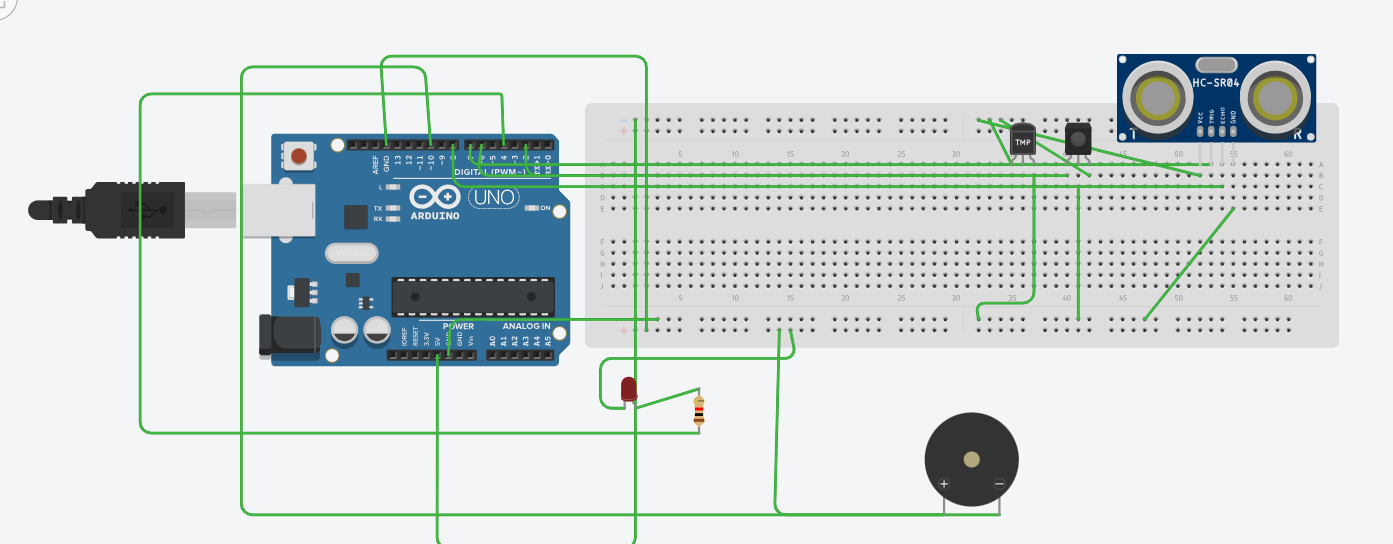 HC-SR04
VCC
TRIG
ECHO
GND
T
R
TMP
AREF
GND
13
12
~11
~10
~9
8
7
~5
4
~3
2
TX▸1
RX◂0
DIGITAL (PWM~)
L
TX
RX
ARDUINO
UNO
ON
POWER
ANALOG IN
IOREF
RESET
3.3V
5V
GND
GND
Vin
A0
A1
A2
A3
A4
A5
5 10 15 20 25 30 35 40 45 50 55 60
A
B
C
D
E
F
G
H
I
J
5 10 15 20 25 30 35 40 45 50 55 60
+
−